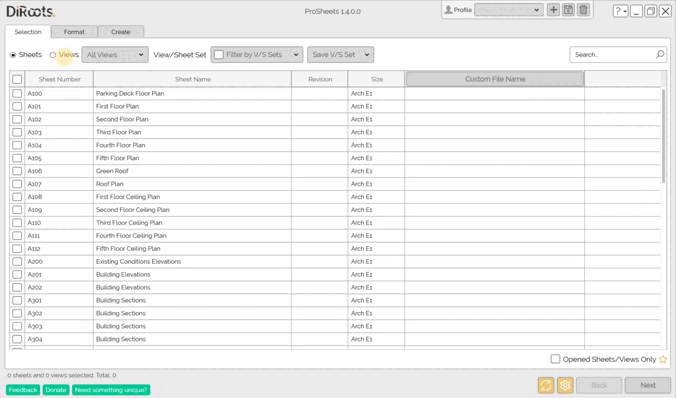 DiRoots.
ProSheets 1.4.0.0
Profile
?
Selection
Format
Create
Sheets
Views
All Views
View/Sheet Set
Filter by V/S Sets
Save V/S Set
Search...
Sheet Number Sheet Name Revision Size Custom File Name
A100 Parking Deck Floor Plan Arch E1
A101 First Floor Plan Arch E1
A102 Second Floor Plan Arch E1
A103 Third Floor Plan Arch E1
A104 Fourth Floor Plan Arch E1
A105 Fifth Floor Plan Arch E1
A106 Green Roof Arch E1
A107 Roof Plan Arch E1
A108 First Floor Ceiling Plan Arch E1
A109 Second Floor Ceiling Plan Arch E1
A110 Third Floor Ceiling Plan Arch E1
A111 Fourth Floor Ceiling Plan Arch E1
A112 Fifth Floor Ceiling Plan Arch E1
A200 Existing Conditions Elevations Arch E1
A201 Building Elevations Arch E1
A202 Building Elevations Arch E1
A301 Building Sections Arch E1
A302 Building Sections Arch E1
A303 Building Sections Arch E1
A304 Building Sections Arch E1
Opened Sheets/Views Only
0 sheets and 0 views selected. Total: 0
Feedback
Donate
Need something unique?
Back
Next